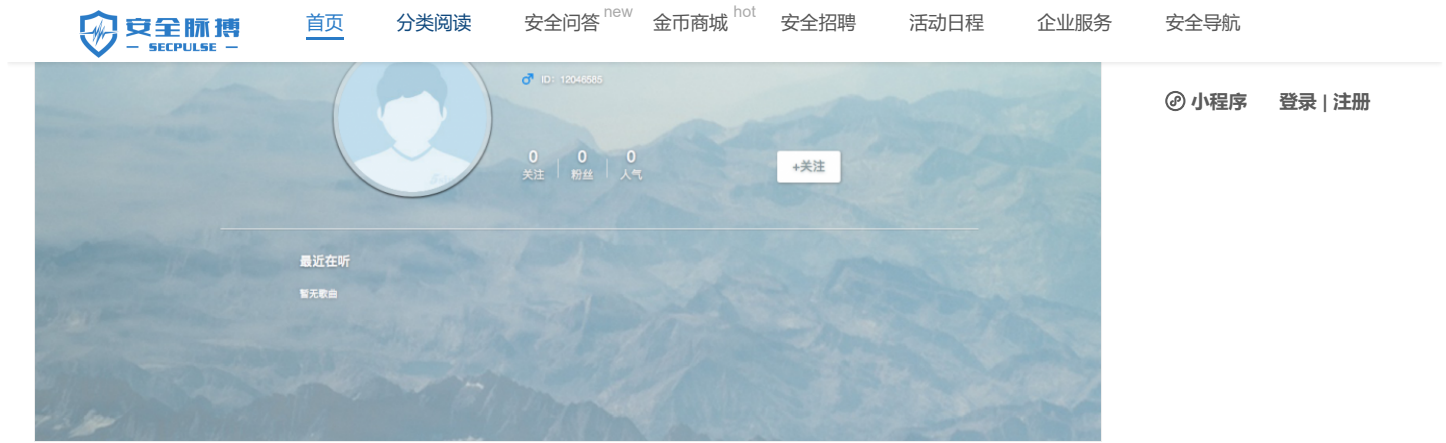 安全脉搏
— SECPULSE —
首页 分类阅读 安全问答 new 金币商城 hot 安全招聘 活动日程 企业服务 安全导航
ID: 12046585
小程序 登录 | 注册
0 0 0
关注 粉丝 人气
+关注
最近在听
暂无歌曲